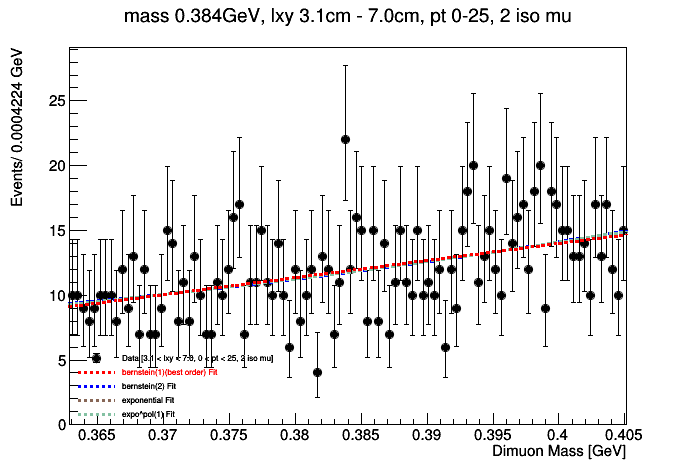 mass 0.384GeV, lxy 3.1cm - 7.0cm, pt 0-25, 2 iso mu
Events/ 0.0004224 GeV
25
20
15
10
5
0
Data [3.1 < lxy < 7.0, 0 < pt < 25, 2 iso mu]
bernstein(1)(best order) Fit
bernstein(2) Fit
exponential Fit
expo*pol(1) Fit
0.365 0.37 0.375 0.38 0.385 0.39 0.395 0.4 0.405
Dimuon Mass [GeV]